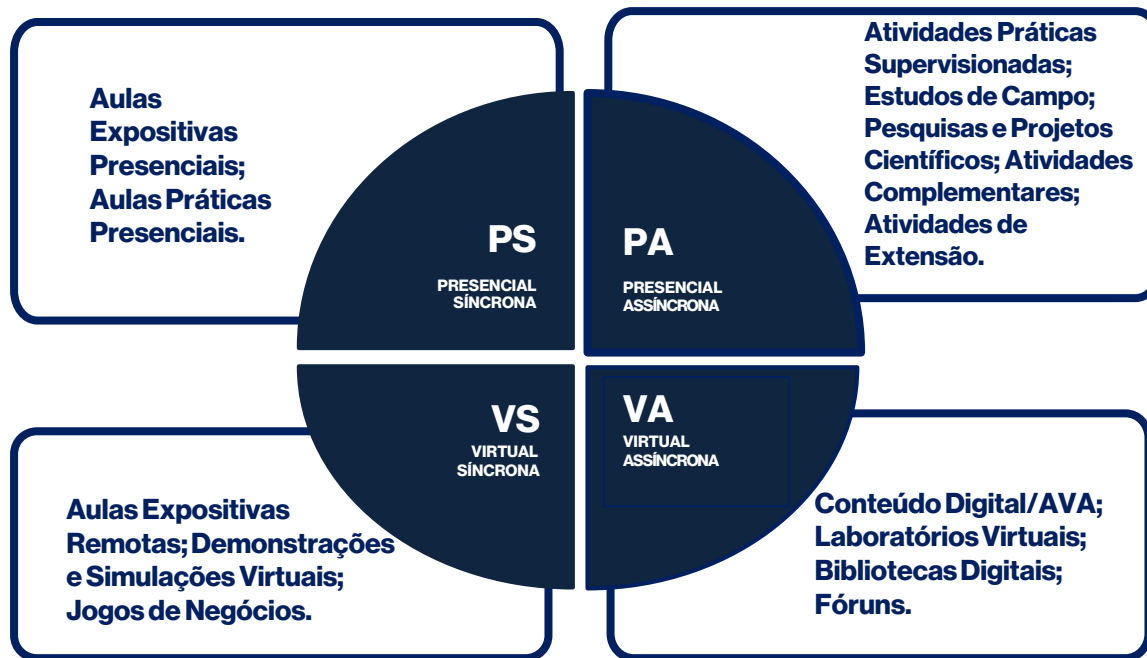 Aulas
Expositivas
Presenciais;
Aulas Práticas
Presenciais.
Atividades Práticas
Supervisionadas;
Estudos de Campo;
Pesquisas e Projetos
Científicos; Atividades
Complementares;
Atividades de
Extensão.
PS
PRESENCIAL
SÍNCRONA
PA
PRESENCIAL
ASSÍNCRONA
VS
VIRTUAL
SÍNCRONA
VA
VIRTUAL
ASSÍNCRONA
Aulas Expositivas
Remotas; Demonstrações
e Simulações Virtuais;
Jogos de Negócios.
Conteúdo Digital/AVA;
Laboratórios Virtuais;
Bibliotecas Digitais;
Fóruns.